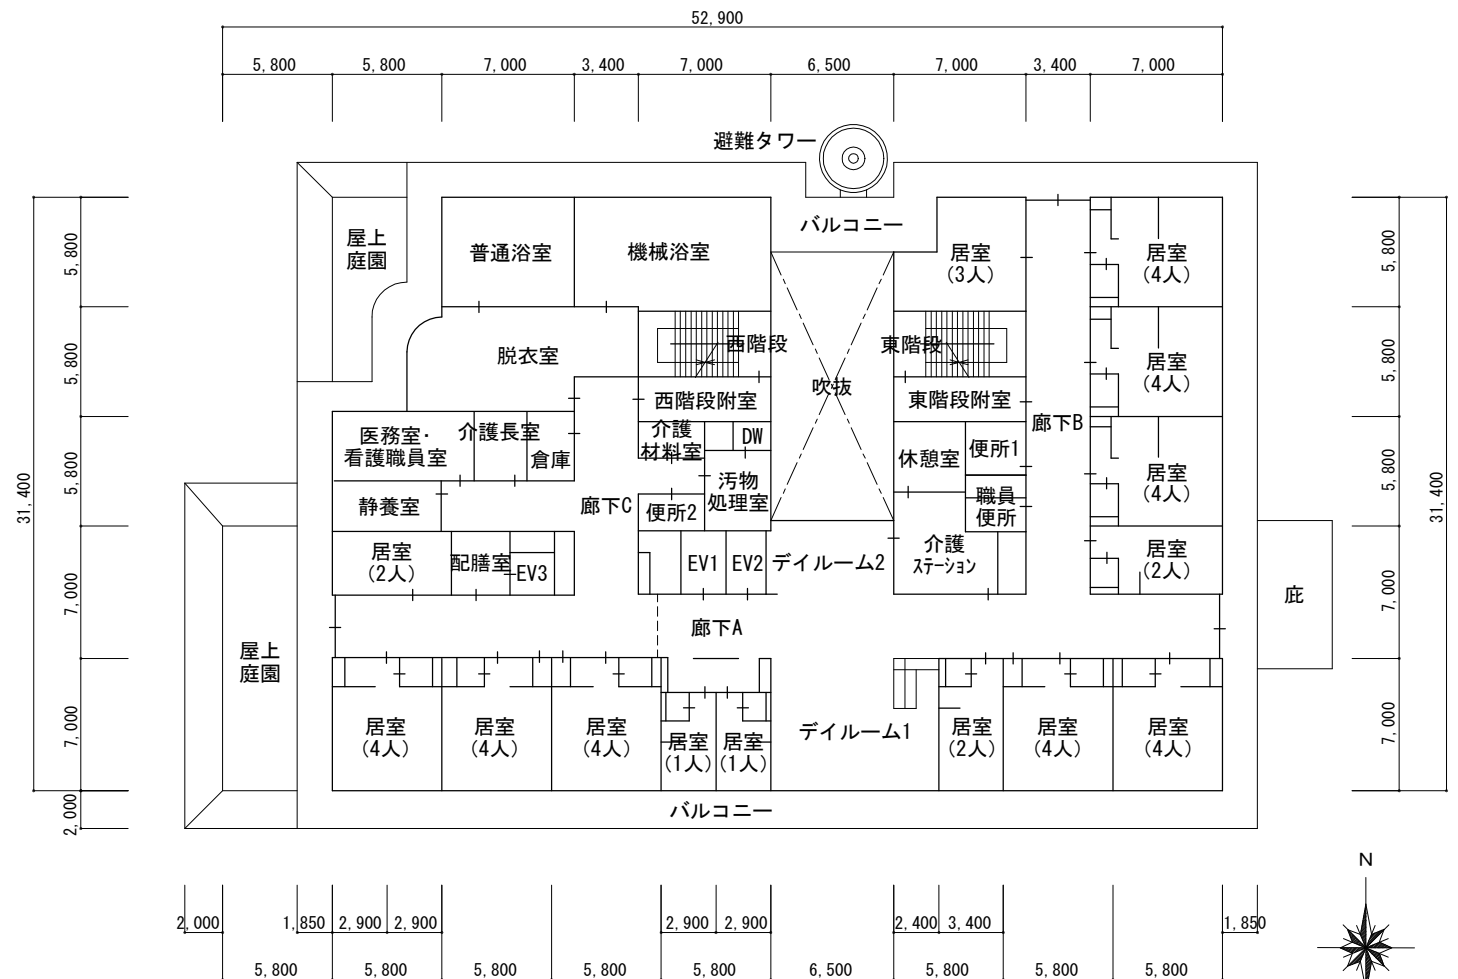 52,900
5,800
5,800
7,000
3,400
7,000
6,500
7,000
3,400
7,000
避難タワー
バルコニー
屋上
庭園
普通浴室
機械浴室
居室
(3人)
居室
(4人)
5,800
5,800
脱衣室
西階段
東階段
吹抜
居室
(4人)
5,800
5,800
西階段附室
東階段附室
廊下B
医務室・
看護職員室
介護長室
倉庫
介護
材料室
DW
休憩室
便所1
居室
(4人)
5,800
5,800
31,400
31,400
静養室
廊下C
便所2
汚物
処理室
職員
便所
居室
(2人)
配膳室
EV3
EV1
EV2
デイルーム2
介護
ステーション
居室
(2人)
7,000
7,000
庇
廊下A
屋上
庭園
居室
(4人)
居室
(4人)
居室
(4人)
居室
(1人)
居室
(1人)
デイルーム1
居室
(2人)
居室
(4人)
居室
(4人)
7,000
7,000
2,000
バルコニー
N
2,000
1,850
2,900
2,900
2,900
2,900
2,400
3,400
1,850
5,800
5,800
5,800
5,800
5,800
6,500
5,800
5,800
5,800